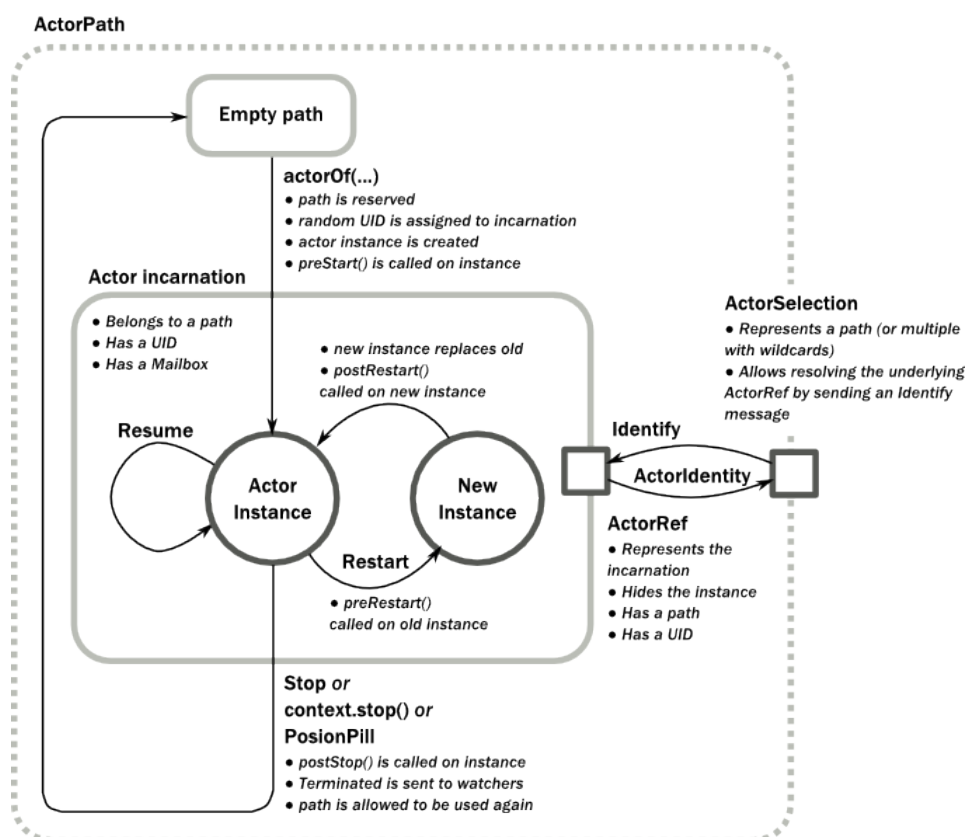 ActorPath
Empty path
actorOf(...)
● path is reserved
● random UID is assigned to incarnation
● actor instance is created
● preStart() is called on instance
Actor incarnation
● Belongs to a path
● Has a UID
● Has a Mailbox
● new instance replaces old
● postRestart()
called on new instance
Resume
Actor
Instance
New
Instance
Restart
● preRestart()
called on old instance
ActorSelection
● Represents a path (or multiple
with wildcards)
● Allows resolving the underlying
ActorRef by sending an Identify
message
Identify
ActorIdentity
ActorRef
● Represents the
incarnation
● Hides the instance
● Has a path
● Has a UID
Stop or
context.stop() or
PosionPill
● postStop() is called on instance
● Terminated is sent to watchers
● path is allowed to be used again